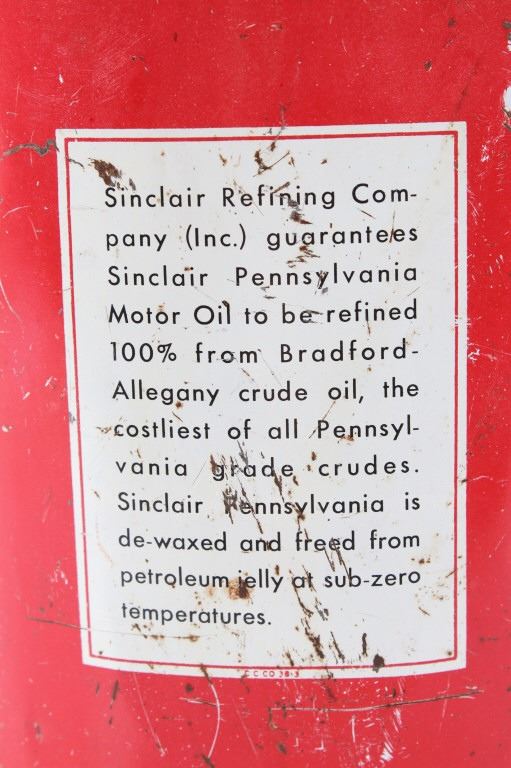 Sinclair Refining Com-
pany (Inc.) guarantees
Sinclair Pennsylvania
Motor Oil to be refined
100% from Bradford-
Allegany crude oil, the
costliest of all Pennsyl-
vania grade crudes.
Sinclair Pennsylvania is
de-waxed and freed from
petroleum jelly at sub-zero
temperatures.
C.C.CO